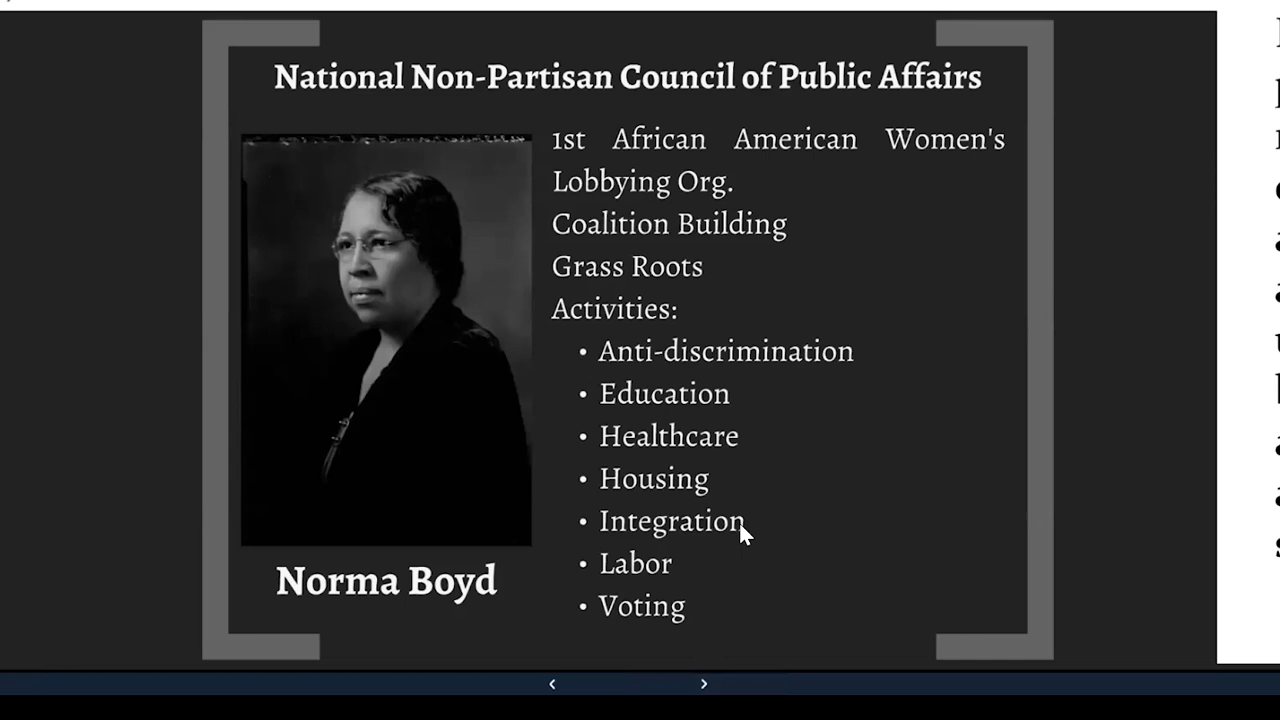 National Non-Partisan Council of Public Affairs
1st African American Women's
Lobbying Org.
Coalition Building
Grass Roots
Activities:
• Anti-discrimination
• Education
• Healthcare
• Housing
• Integration
• Labor
• Voting
Norma Boyd